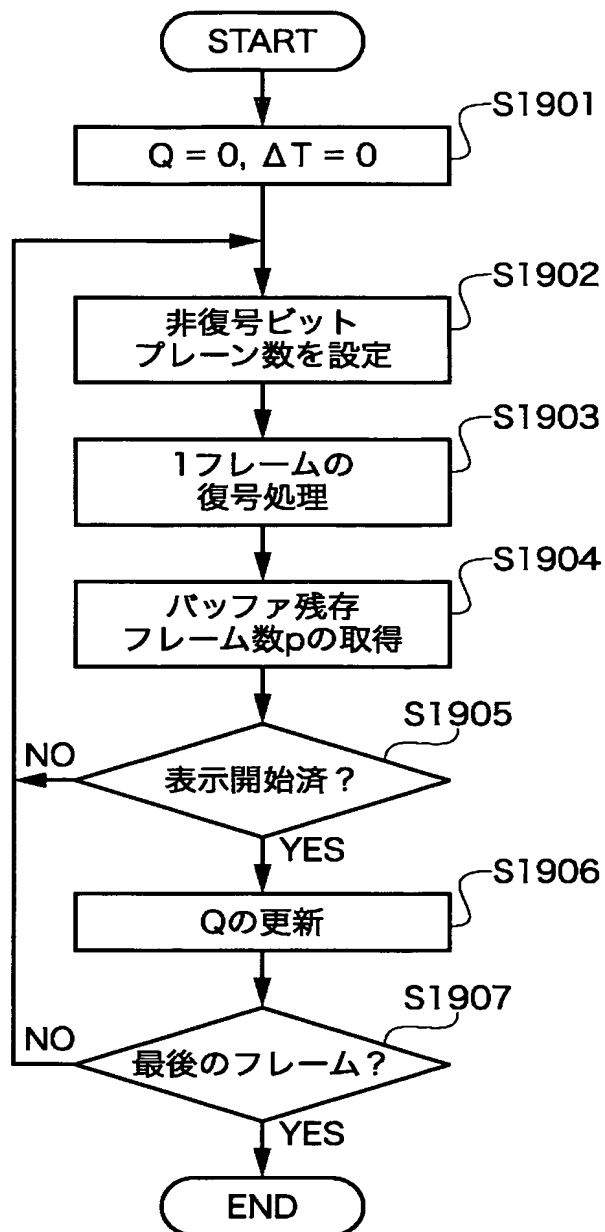 START
S1901
Q = 0, ΔT = 0
S1902
非復号ビット
プレーン数を設定
S1903
1フレームの
復号処理
S1904
バッファ残存
フレーム数pの取得
S1905
NO
表示開始済？
YES
S1906
Qの更新
S1907
NO
最後のフレーム？
YES
END